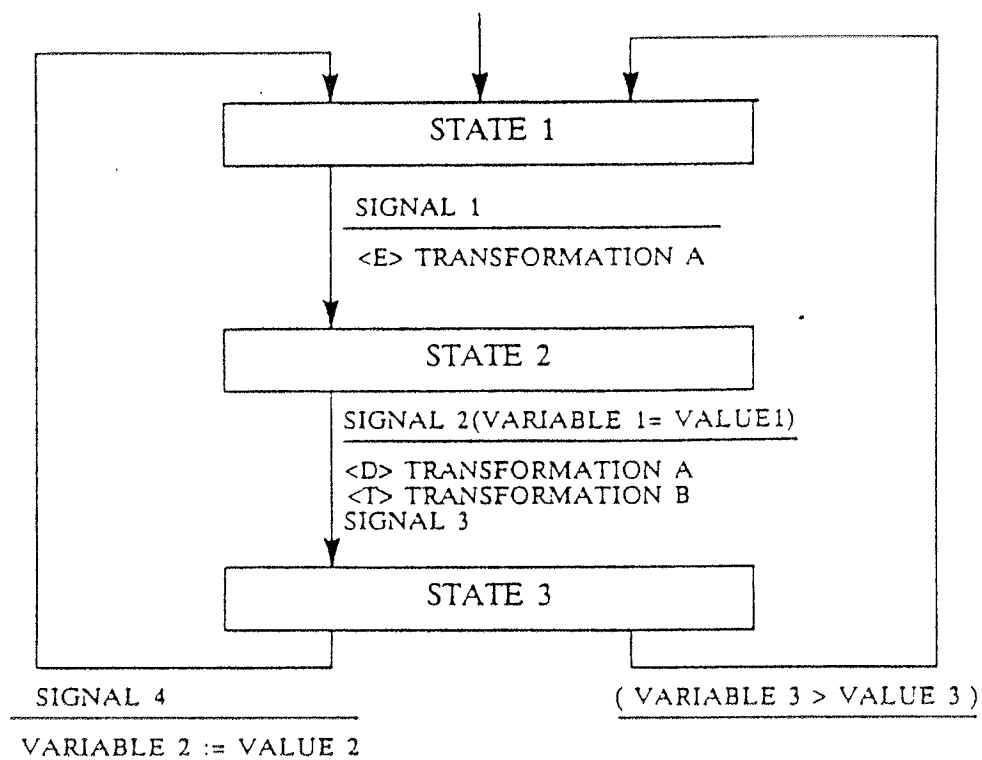 STATE 1
SIGNAL 1
<E> TRANSFORMATION A
STATE 2
SIGNAL 2(VARIABLE 1= VALUE1)
<D> TRANSFORMATION A
<T> TRANSFORMATION B
SIGNAL 3
STATE 3
SIGNAL 4
VARIABLE 2 := VALUE 2
( VARIABLE 3 > VALUE 3 )